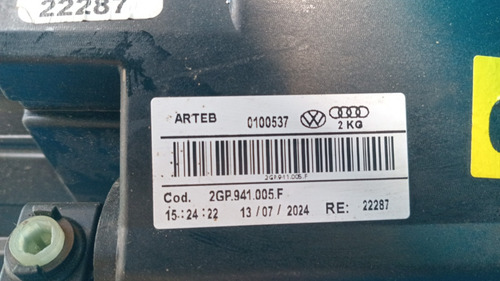 22287
ARTEB 0100537 2 KG
2GP.941.005.F
Cod. 2GP.941.005.F
15:24:22 13/07/2024 RE: 22287